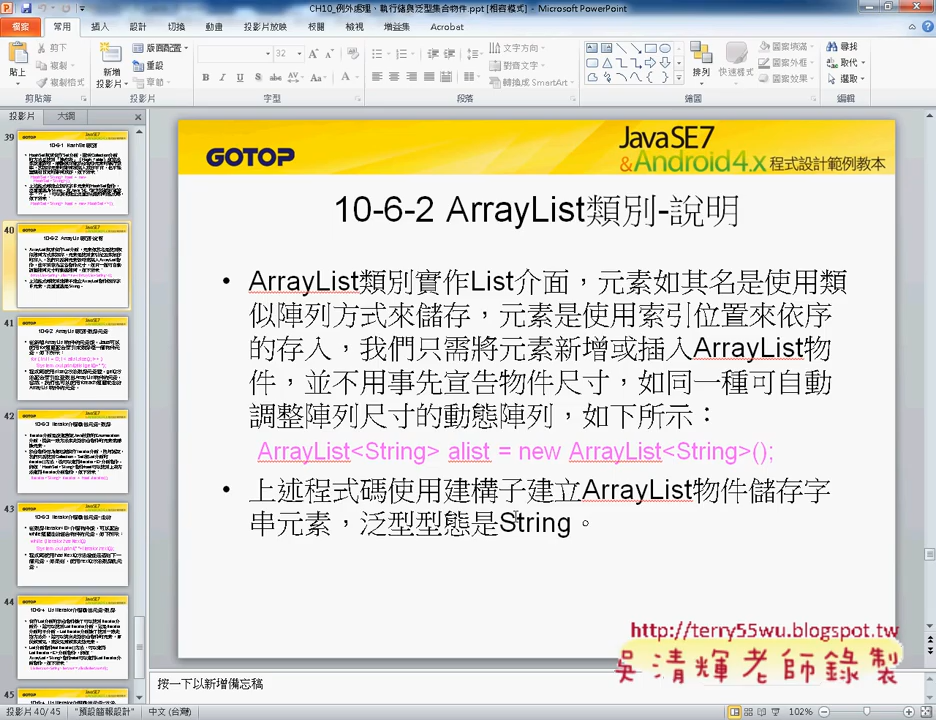 CH10_例外處理、執行緒與泛型集合物件.ppt [相容模式] - Microsoft PowerPoint
檔案 常用 插入 設計 切換 動畫 投影片放映 校閱 檢視 增益集 Acrobat
貼上 剪下 複製 複製格式 剪貼簿
新增 投影片 版面配置 重設 章節 投影片
32 字型
文字方向 對齊文字 轉換成 SmartArt 段落
排列 快速樣式 圖案填滿 圖案外框 圖案效果 繪圖
尋找 取代 選取 編輯
投影片 大綱
39
40
41
42
43
44
45
GOTOP
JavaSE7
&Android4.x 程式設計範例教本
10-6-2 ArrayList類別-說明
• ArrayList類別實作List介面，元素如其名是使用類
似陣列方式來儲存，元素是使用索引位置來依序
的存入，我們只需將元素新增或插入ArrayList物
件，並不用事先宣告物件尺寸，如同一種可自動
調整陣列尺寸的動態陣列，如下所示：
ArrayList<String> alist = new ArrayList<String>();
• 上述程式碼使用建構子建立ArrayList物件儲存字
串元素，泛型型態是String。
http://terry55wu.blogspot.tw
吳清輝老師錄製
按一下以新增備忘稿
投影片 40/45 "預設簡報設計" 中文 (台灣) 102%